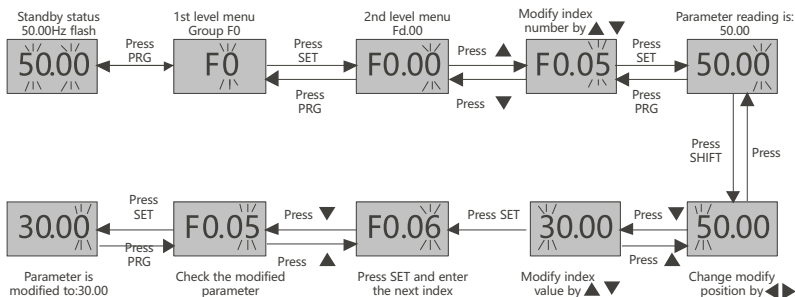 Standby status
50.00Hz flash
1st level menu
Group F0
2nd level menu
Fd.00
Modify index
number by ▲ ▼
Parameter reading is:
50.00
50.00
Press
PRG
F0
Press
SET
Press
PRG
F0.00
Press ▲
Press ▼
F0.05
Press
SET
Press
PRG
50.00
Press
SHIFT
Press
30.00
Press
SET
Press
PRG
F0.05
Press ▼
Press ▲
F0.06
Press SET
30.00
Press ▼
Press ▲
50.00
Parameter is
modified to:30.00
Check the modified
parameter
Press SET and enter
the next index
Modify index
value by ▲ ▼
Change modify
position by ◀ ▶